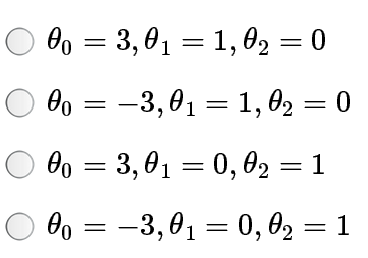 θ₀ = 3, θ₁ = 1, θ₂ = 0
θ₀ = −3, θ₁ = 1, θ₂ = 0
θ₀ = 3, θ₁ = 0, θ₂ = 1
θ₀ = −3, θ₁ = 0, θ₂ = 1